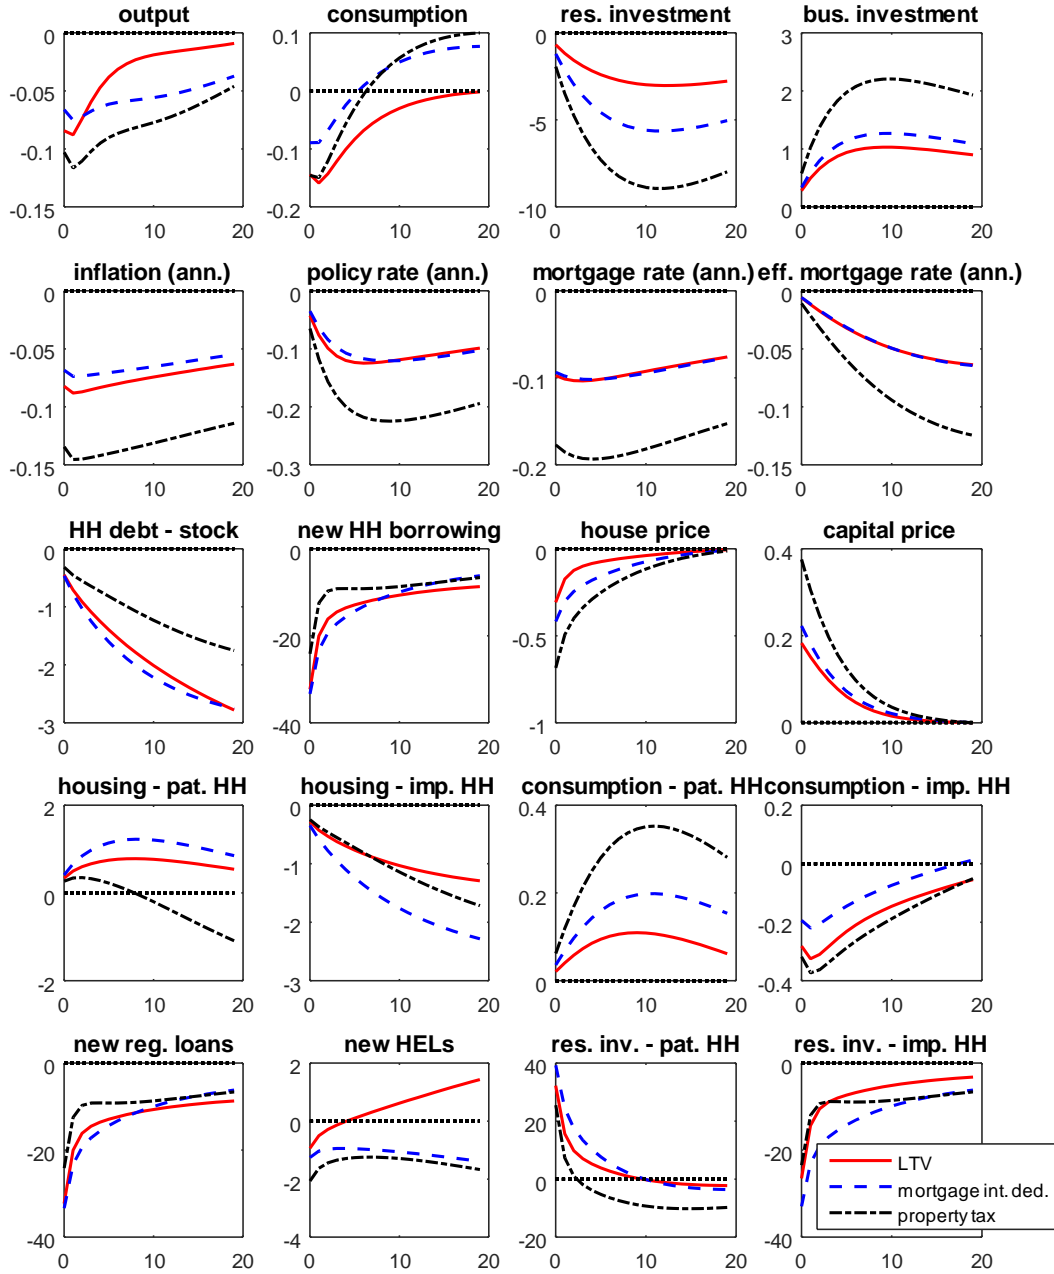 output
consumption
res. investment
bus. investment
0
-0.05
-0.1
-0.15
0 10 20
0.1
0
-0.1
-0.2
0 10 20
0
-5
-10
0 10 20
3
2
1
0
0 10 20
inflation (ann.)
policy rate (ann.)
mortgage rate (ann.)
eff. mortgage rate (ann.)
0
-0.05
-0.1
-0.15
0 10 20
0
-0.1
-0.2
-0.3
0 10 20
0
-0.1
-0.2
0 10 20
0
-0.05
-0.1
-0.15
0 10 20
HH debt - stock
new HH borrowing
house price
capital price
0
-1
-2
-3
0 10 20
0
-20
-40
0 10 20
0
-0.5
-1
0 10 20
0.4
0.2
0
0 10 20
housing - pat. HH
housing - imp. HH
consumption - pat. HH
consumption - imp. HH
2
0
-2
0 10 20
0
-1
-2
-3
0 10 20
0.4
0.2
0
0 10 20
0.2
0
-0.2
-0.4
0 10 20
new reg. loans
new HELs
res. inv. - pat. HH
res. inv. - imp. HH
0
-20
-40
0 10 20
2
0
-2
-4
0 10 20
40
20
0
-20
0 10 20
0
-20
-40
0 10 20
LTV
mortgage int. ded.
property tax